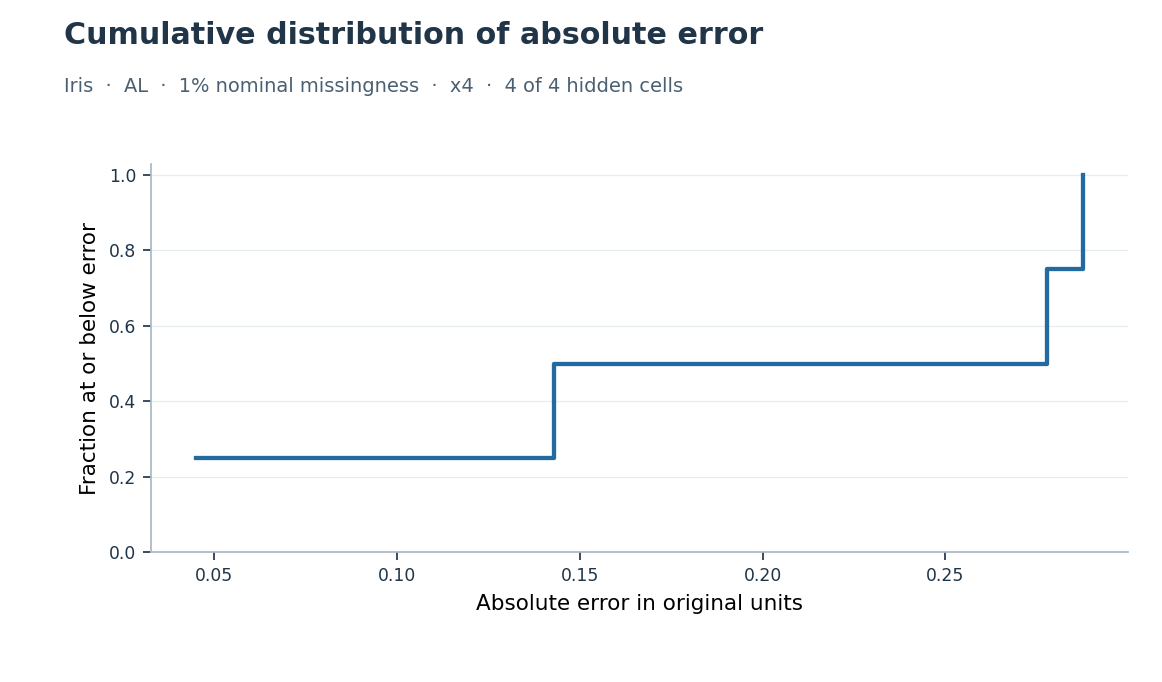 Cumulative distribution of absolute error
Iris · AL · 1% nominal missingness · x4 · 4 of 4 hidden cells
Fraction at or below error
1.0
0.8
0.6
0.4
0.2
0.0
0.05 0.10 0.15 0.20 0.25
Absolute error in original units